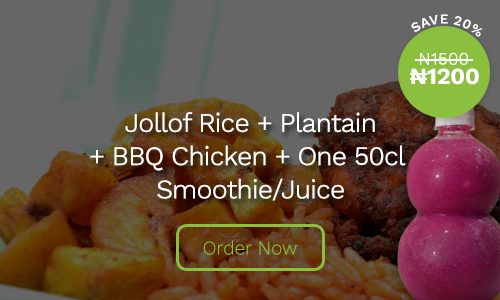 SAVE 20%
N1500
₦1200
Jollof Rice + Plantain
+ BBQ Chicken + One 50cl
Smoothie/Juice
Order Now